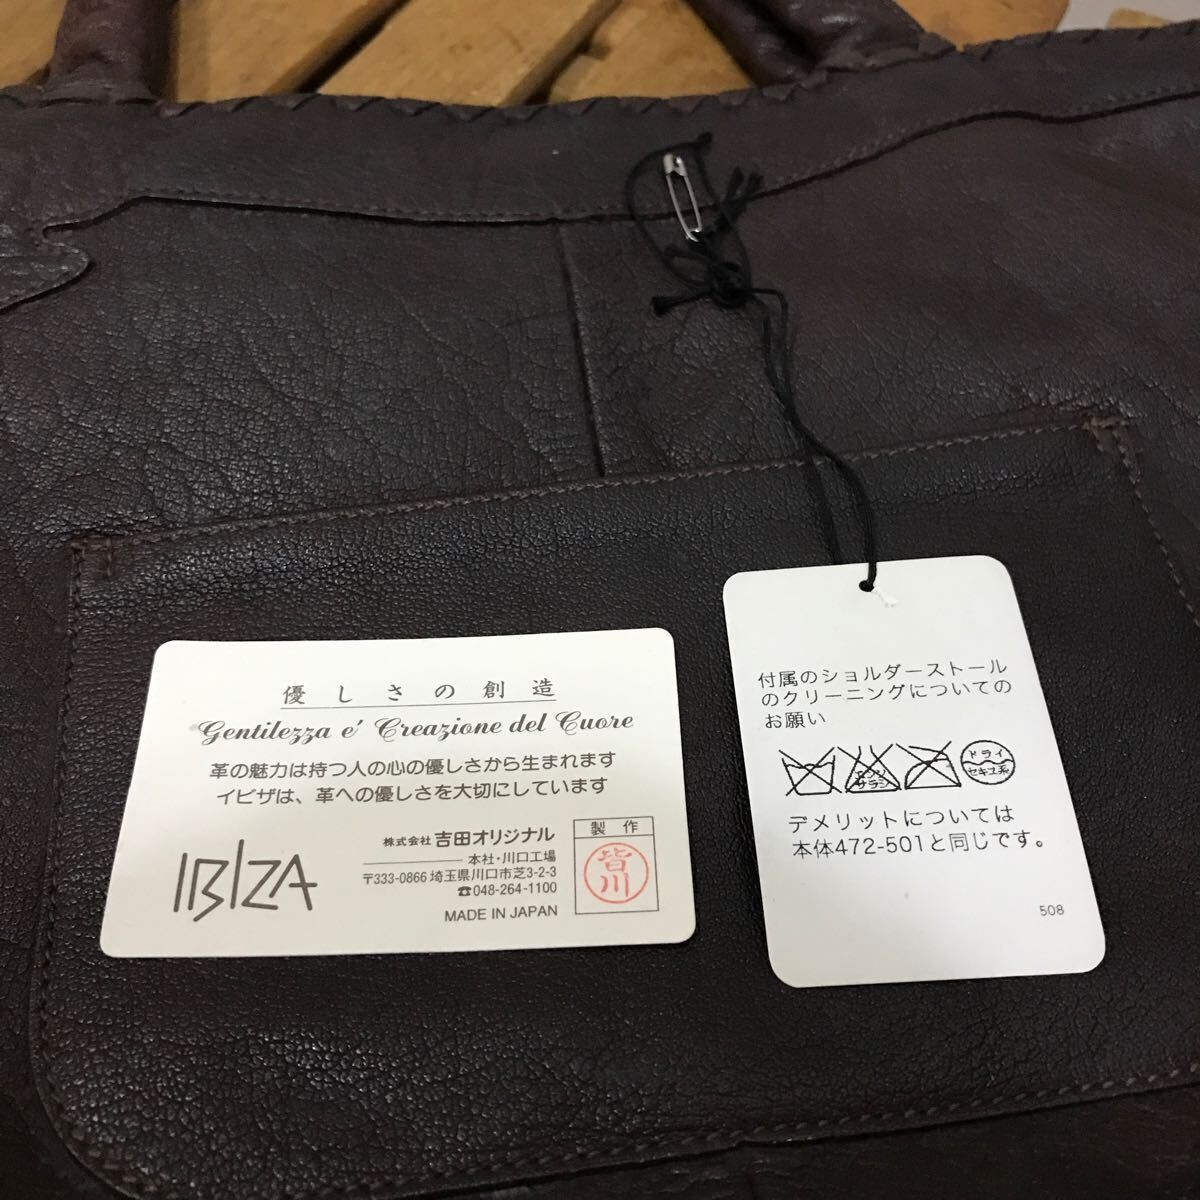 優しさの創造
Gentilezza e' Creazione del Cuore
革の魅力は持つ人の心の優しさから生まれます
イビザは、革への優しさを大切にしています
IBIZA
株式会社 吉田オリジナル
本社・川口工場
〒333-0866 埼玉県川口市芝3-2-3
☎048-264-1100
MADE IN JAPAN
製作
皆川
付属のショルダーストール
のクリーニングについての
お願い
エンソ
サラシ
ドライ
セキユ系
デメリットについては
本体472-501と同じです。
508